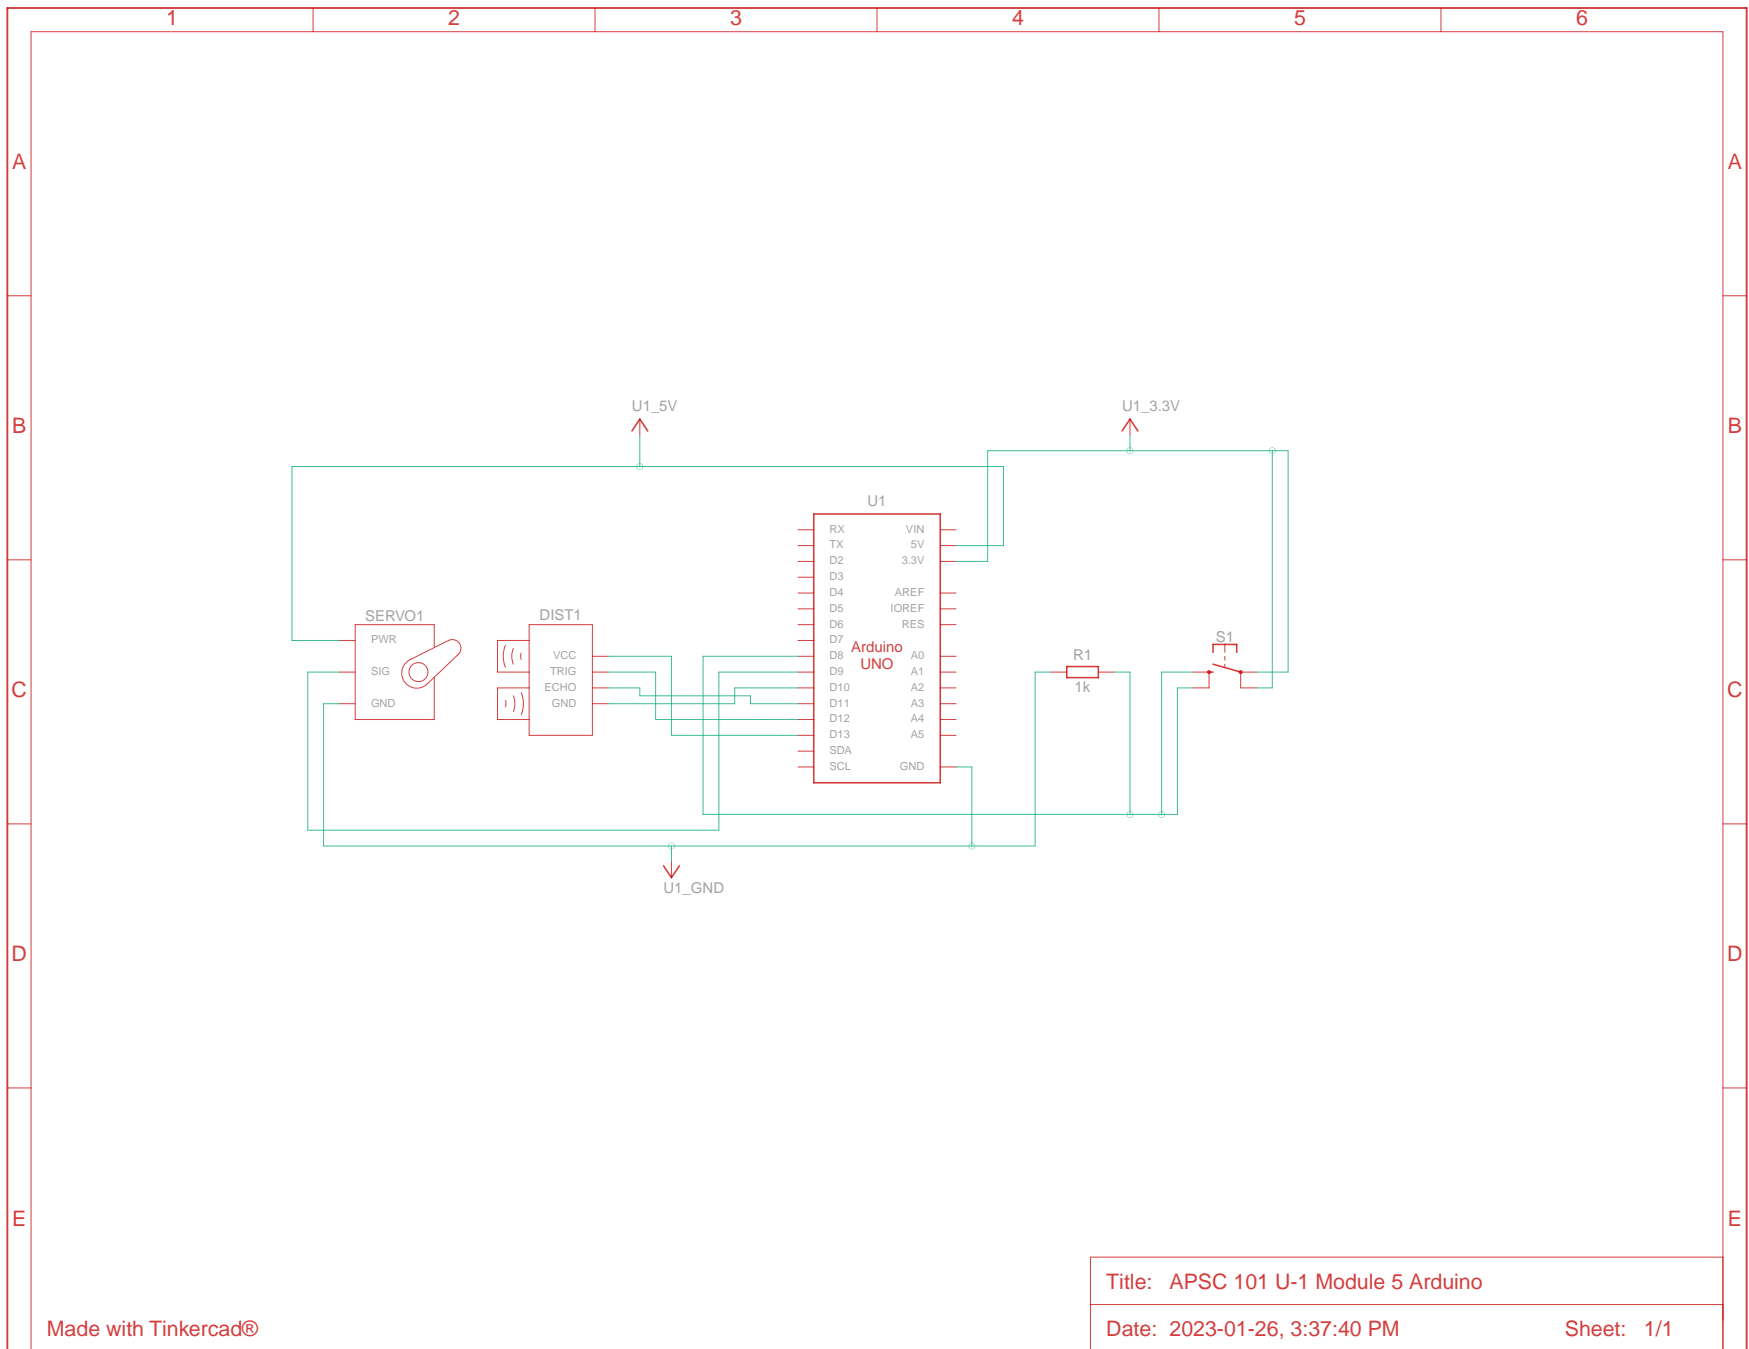 1 2 3 4 5 6
A A
U1_5V U1_3.3V
B B
U1
RX VIN
TX 5V
D2 3.3V
D3
D4 AREF
D5 IOREF
D6 RES
D7
D8 A0
D9 A1
D10 A2
D11 A3
D12 A4
D13 A5
SDA
SCL GND
Arduino
UNO
SERVO1
PWR
SIG
GND
DIST1
VCC
TRIG
ECHO
GND
R1
1k
S1
C C
U1_GND
D D
E E
Title: APSC 101 U-1 Module 5 Arduino
Made with Tinkercad®
Date: 2023-01-26, 3:37:40 PM Sheet: 1/1